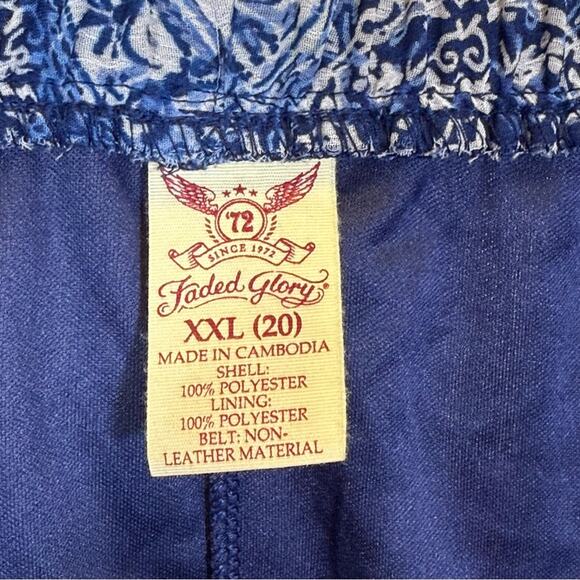 '72
SINCE 1972
Faded Glory®
XXL (20)
MADE IN CAMBODIA
SHELL:
100% POLYESTER
LINING:
100% POLYESTER
BELT: NON-
LEATHER MATERIAL